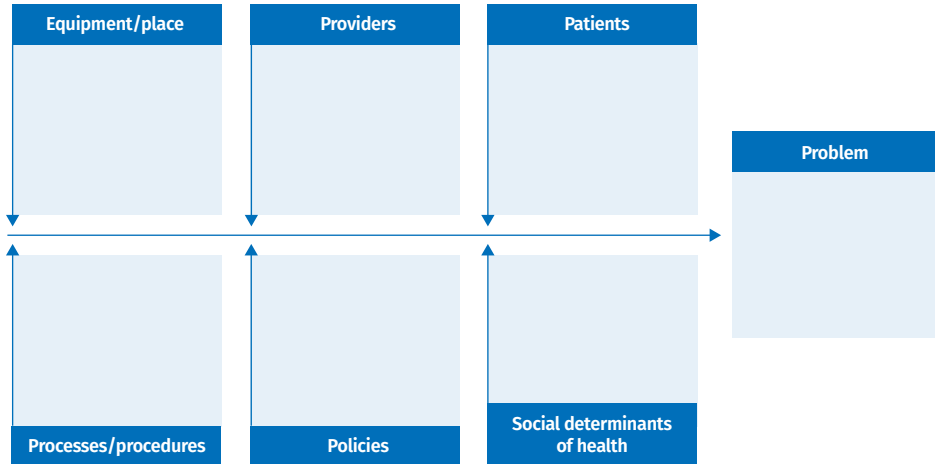 Equipment/place
Providers
Patients
Problem
Processes/procedures
Policies
Social determinants
of health